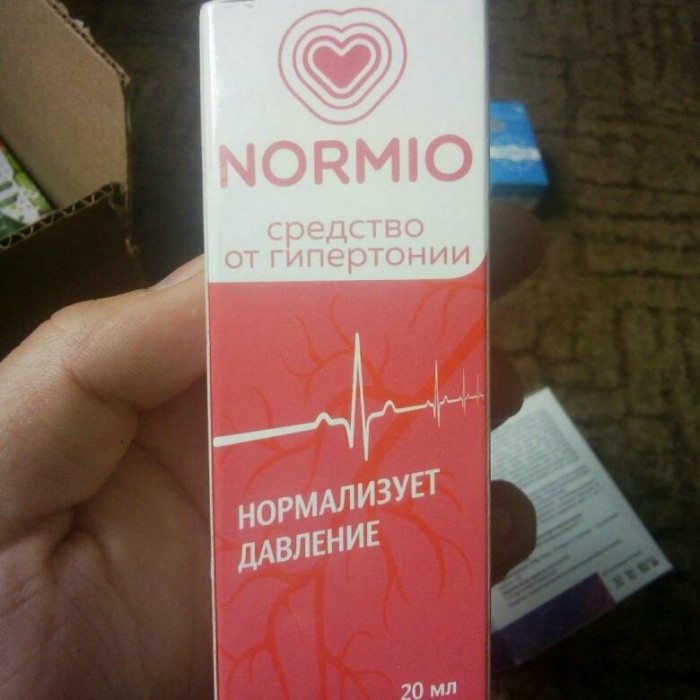 NORMIO
средство
от гипертонии
НОРМАЛИЗУЕТ
ДАВЛЕНИЕ
20 мл